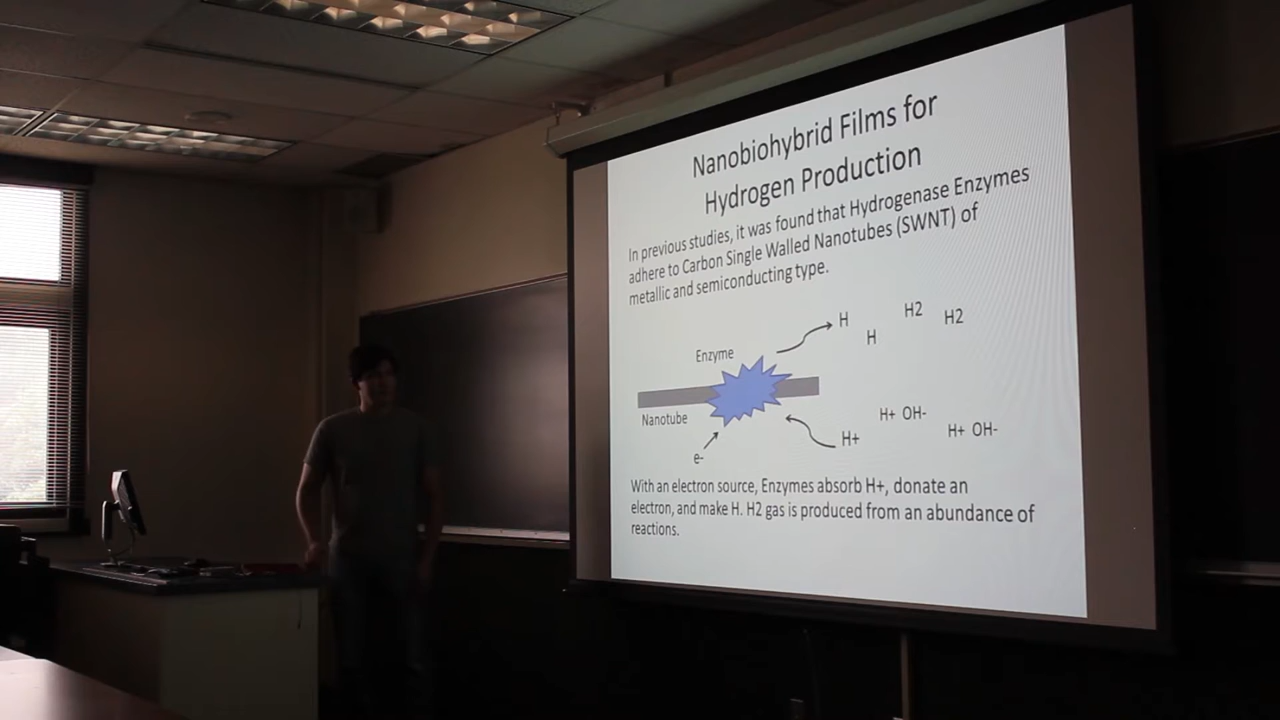 Nanobiohybrid Films for
Hydrogen Production
In previous studies, it was found that Hydrogenase Enzymes
adhere to Carbon Single Walled Nanotubes (SWNT) of
metallic and semiconducting type.
H
H2
H2
H
Enzyme
Nanotube
H+ OH-
H+ OH-
H+
e-
With an electron source, Enzymes absorb H+, donate an
electron, and make H. H2 gas is produced from an abundance of
reactions.